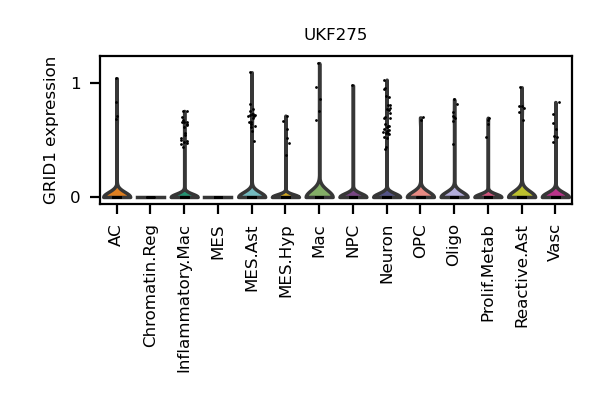 UKF275
GRID1 expression
1
0
AC
Chromatin.Reg
Inflammatory.Mac
MES
MES.Ast
MES.Hyp
Mac
NPC
Neuron
OPC
Oligo
Prolif.Metab
Reactive.Ast
Vasc